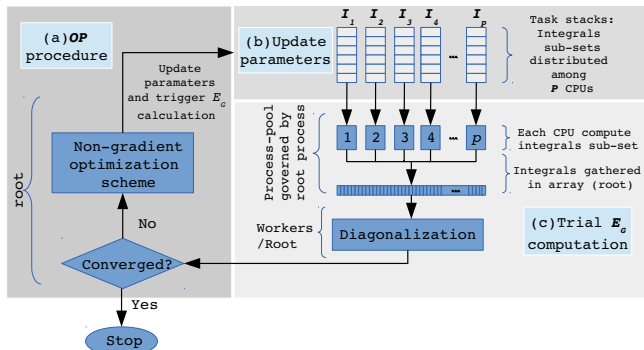 (a)OP
procedure
Update
paramaters
and trigger E_G
calculation
root
Non-gradient
optimization
scheme
No
Converged?
Yes
Stop
(b)Update
parameters
I_1 I_2 I_3 I_4 ... I_p
Task stacks:
Integrals
sub-sets
distributed
among
P CPUs
Process-pool
governed by
root process
1 2 3 4 ... p
Each CPU compute
integrals sub-set
...
Integrals gathered
in array (root)
Workers
/Root
Diagonalization
(c)Trial E_G
computation